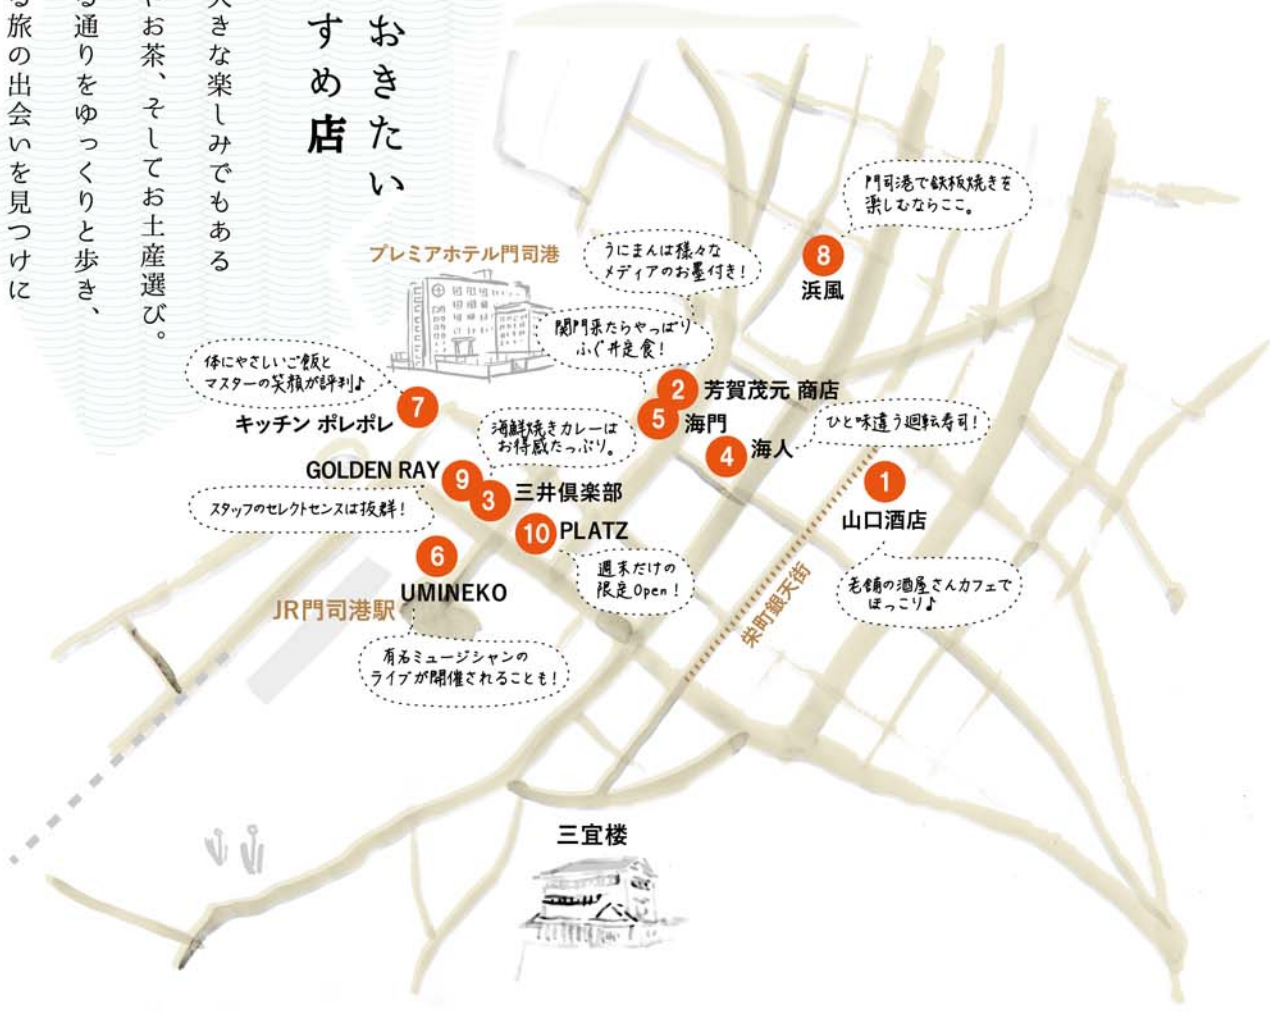 おきたい
すめ店
大きな楽しみでもある
やお茶、そしてお土産選び。
る通りをゆっくりと歩き、
る旅の出会いを見つけに
門司港で鉄板焼きを
楽しむならここ。
8
浜風
プレミアホテル門司港
うにまんは様々な
メディアのお墨付き!
関門来たらやっぱり
ふぐ丼定食!
2 芳賀茂元 商店
5 海門
体にやさしいご飯と
マスターの笑顔が評判♪
7
キッチン ポレポレ
海鮮焼きカレーは
お得感たっぷり。
4 海人
ひと味違う迴転寿司!
GOLDEN RAY 9
3 三井倶楽部
スタッフのセレクトセンスは抜群!
1
山口酒店
老舗の酒屋さんカフェで
ほっこり♪
10 PLATZ
週末だけの
限定Open!
6
UMINEKO
JR門司港駅
有名ミュージシャンの
ライブが開催されることも!
栄町銀天街
三宜楼